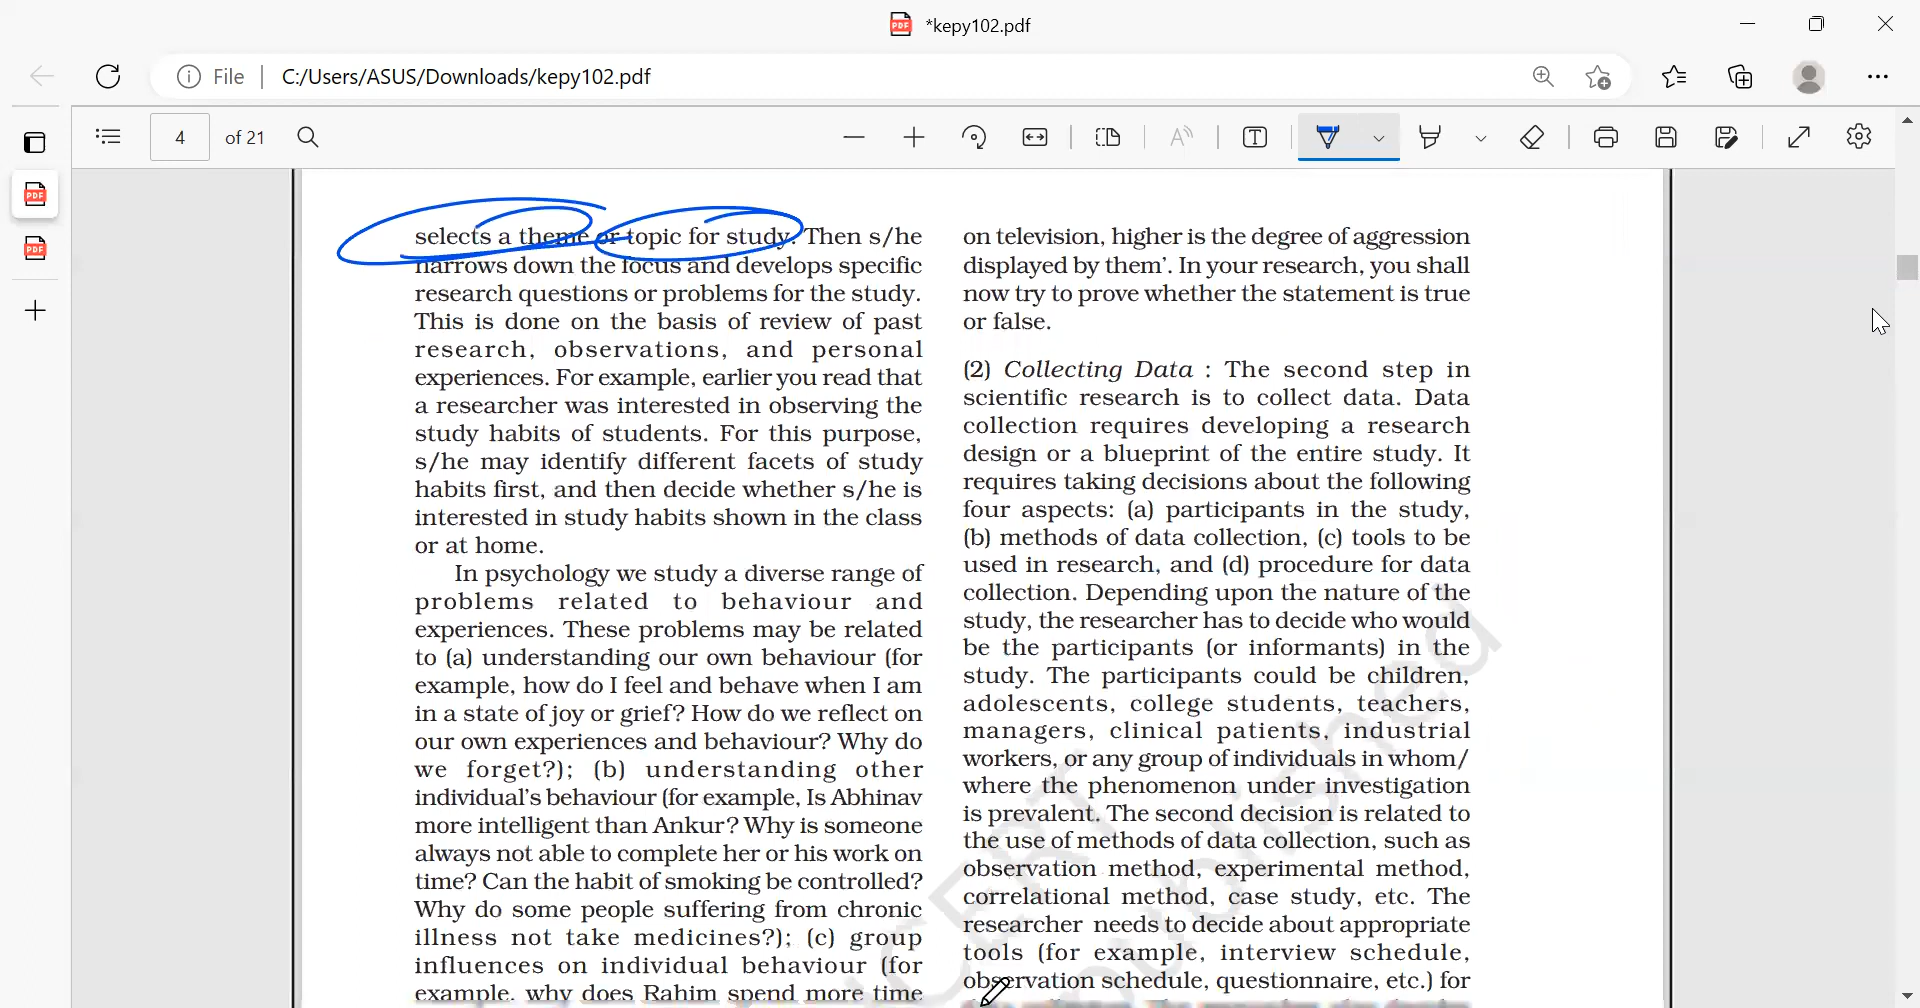 *kepy102.pdf
File
C:/Users/ASUS/Downloads/kepy102.pdf
4 of 21
selects a theme or topic for study. Then s/he
narrows down the focus and develops specific
research questions or problems for the study.
This is done on the basis of review of past
research, observations, and personal
experiences. For example, earlier you read that
a researcher was interested in observing the
study habits of students. For this purpose,
s/he may identify different facets of study
habits first, and then decide whether s/he is
interested in study habits shown in the class
or at home.
In psychology we study a diverse range of
problems related to behaviour and
experiences. These problems may be related
to (a) understanding our own behaviour (for
example, how do I feel and behave when I am
in a state of joy or grief? How do we reflect on
our own experiences and behaviour? Why do
we forget?); (b) understanding other
individual's behaviour (for example, Is Abhinav
more intelligent than Ankur? Why is someone
always not able to complete her or his work on
time? Can the habit of smoking be controlled?
Why do some people suffering from chronic
illness not take medicines?); (c) group
influences on individual behaviour (for
example, why does Rahim spend more time
on television, higher is the degree of aggression
displayed by them’. In your research, you shall
now try to prove whether the statement is true
or false.
(2) Collecting Data : The second step in
scientific research is to collect data. Data
collection requires developing a research
design or a blueprint of the entire study. It
requires taking decisions about the following
four aspects: (a) participants in the study,
(b) methods of data collection, (c) tools to be
used in research, and (d) procedure for data
collection. Depending upon the nature of the
study, the researcher has to decide who would
be the participants (or informants) in the
study. The participants could be children,
adolescents, college students, teachers,
managers, clinical patients, industrial
workers, or any group of individuals in whom/
where the phenomenon under investigation
is prevalent. The second decision is related to
the use of methods of data collection, such as
observation method, experimental method,
correlational method, case study, etc. The
researcher needs to decide about appropriate
tools (for example, interview schedule,
observation schedule, questionnaire, etc.) for